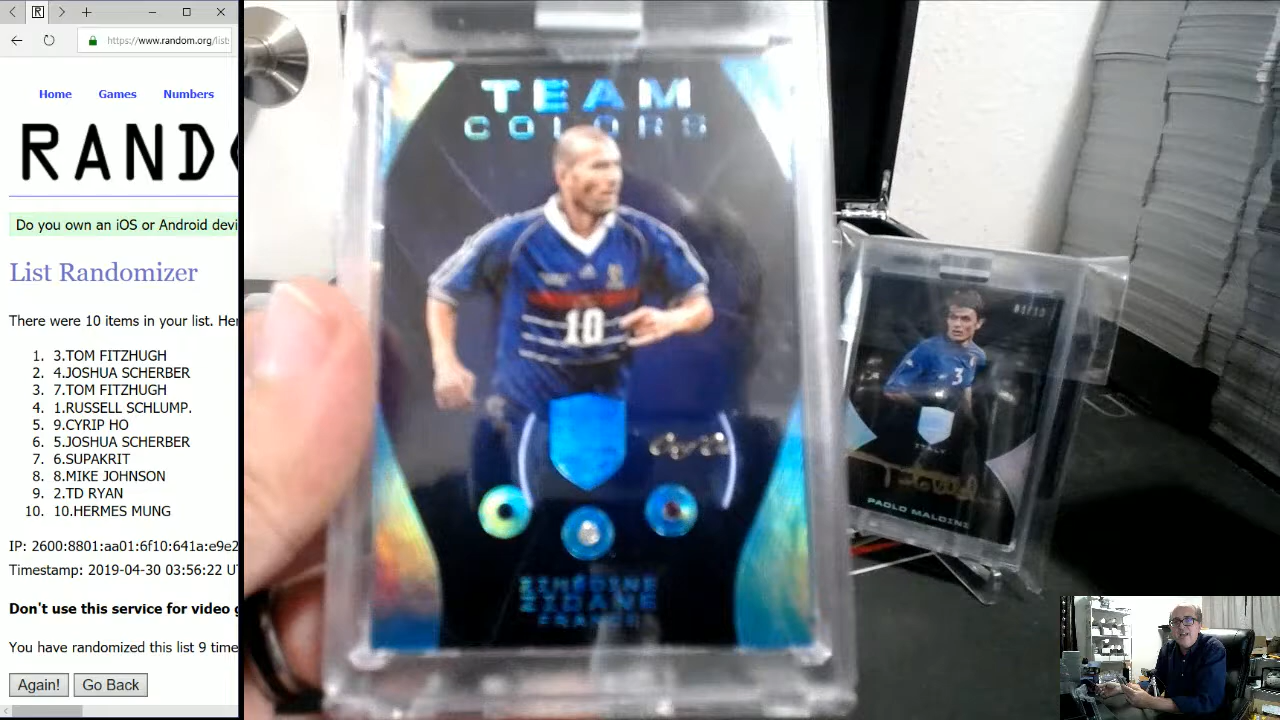 https://www.random.org/list
Home Games Numbers
RAND
Do you own an iOS or Android devi
List Randomizer
There were 10 items in your list. Her
1. 3.TOM FITZHUGH
2. 4.JOSHUA SCHERBER
3. 7.TOM FITZHUGH
4. 1.RUSSELL SCHLUMP.
5. 9.CYRIP HO
6. 5.JOSHUA SCHERBER
7. 6.SUPAKRIT
8. 8.MIKE JOHNSON
9. 2.TD RYAN
10. 10.HERMES MUNG
IP: 2600:8801:aa01:6f10:641a:e9e2
Timestamp: 2019-04-30 03:56:22 U
Don't use this service for video g
You have randomized this list 9 time
Again! Go Back
TEAM
COLORS
10
ZINEDINE
ZIDANE
FRANCE
3
ITALY
PAOLO MALDINI